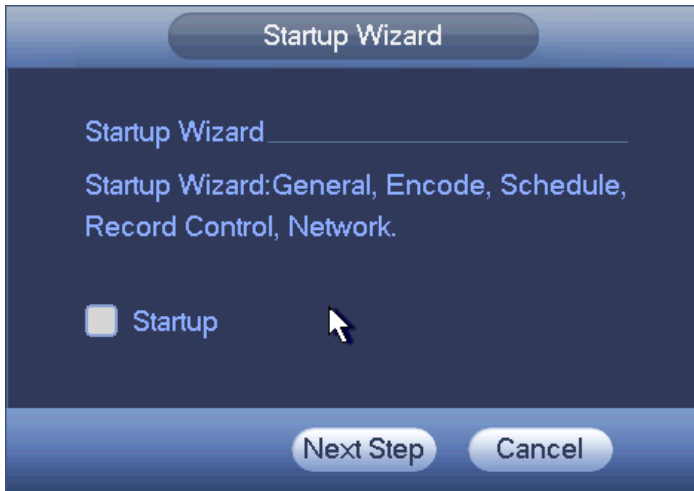 Startup Wizard
Startup Wizard
Startup Wizard:General, Encode, Schedule,
Record Control, Network.
Startup
Next Step Cancel